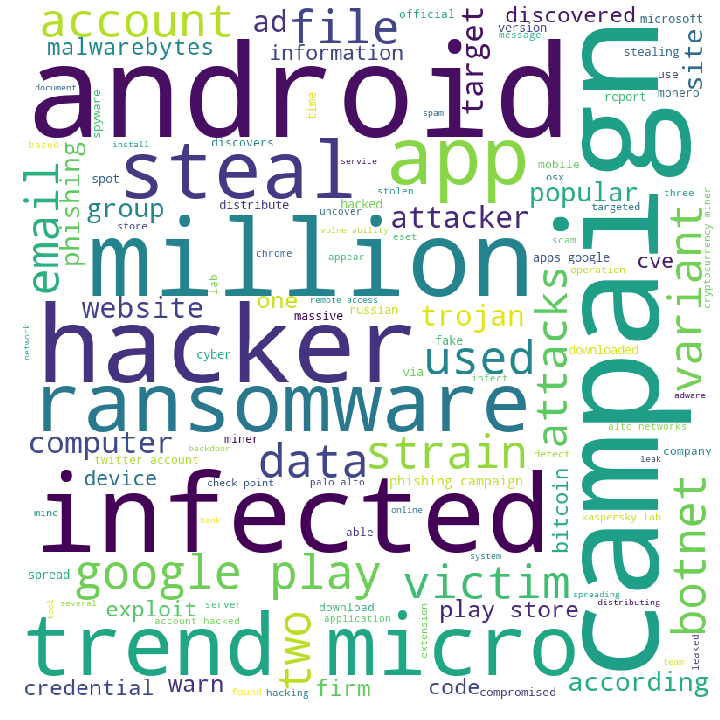 official
microsoft
account
ad
file
discovered
version
message
malwarebytes
information
target
stealing
site
document
android
spyware
time
use
monero
report
spam
based
install
discovers
steal
service
app
campaign
mobile
osx
spot
stolen
popular
three
email
phishing
group
distribute
hacked
store
uncover
attacker
targeted
million
vulnerability
eset
scam
variant
cryptocurrency miner
chrome
appear
apps google
cve
lab
operation
website
one
remote access
russian
trojan
attacks
massive
hacker
network
cyber
fake
used
downloaded
via
infect
adware
ransomware
computer
miner
data
strain
alto networks
backdoor
detect
twitter account
leak
company
device
check point
palo alto
phishing campaign
bitcoin
botnet
infected
minc
bank
online
kaspersky lab
able
system
spread
google play
victim
spreading
tool
several
exploit
server
download
play store
distributing
account hacked
application
extension
trend micro
two
leaked
team
credential
warn
found
hacking
firm
code
compromised
according